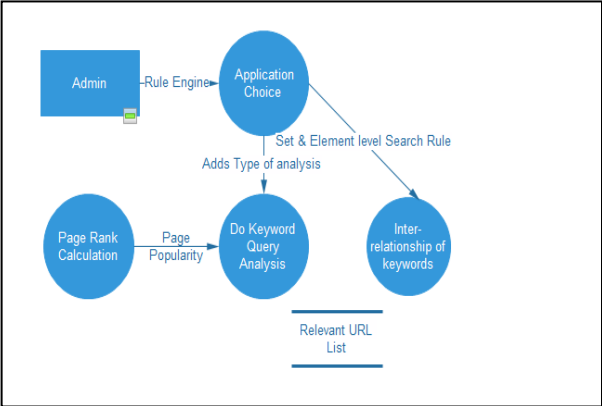 Admin
Rule Engine
Application
Choice
Set & Element level Search Rule
Adds Type of analysis
Page Rank
Calculation
Page
Popularity
Do Keyword
Query
Analysis
Inter-
relationship of
keywords
Relevant URL
List